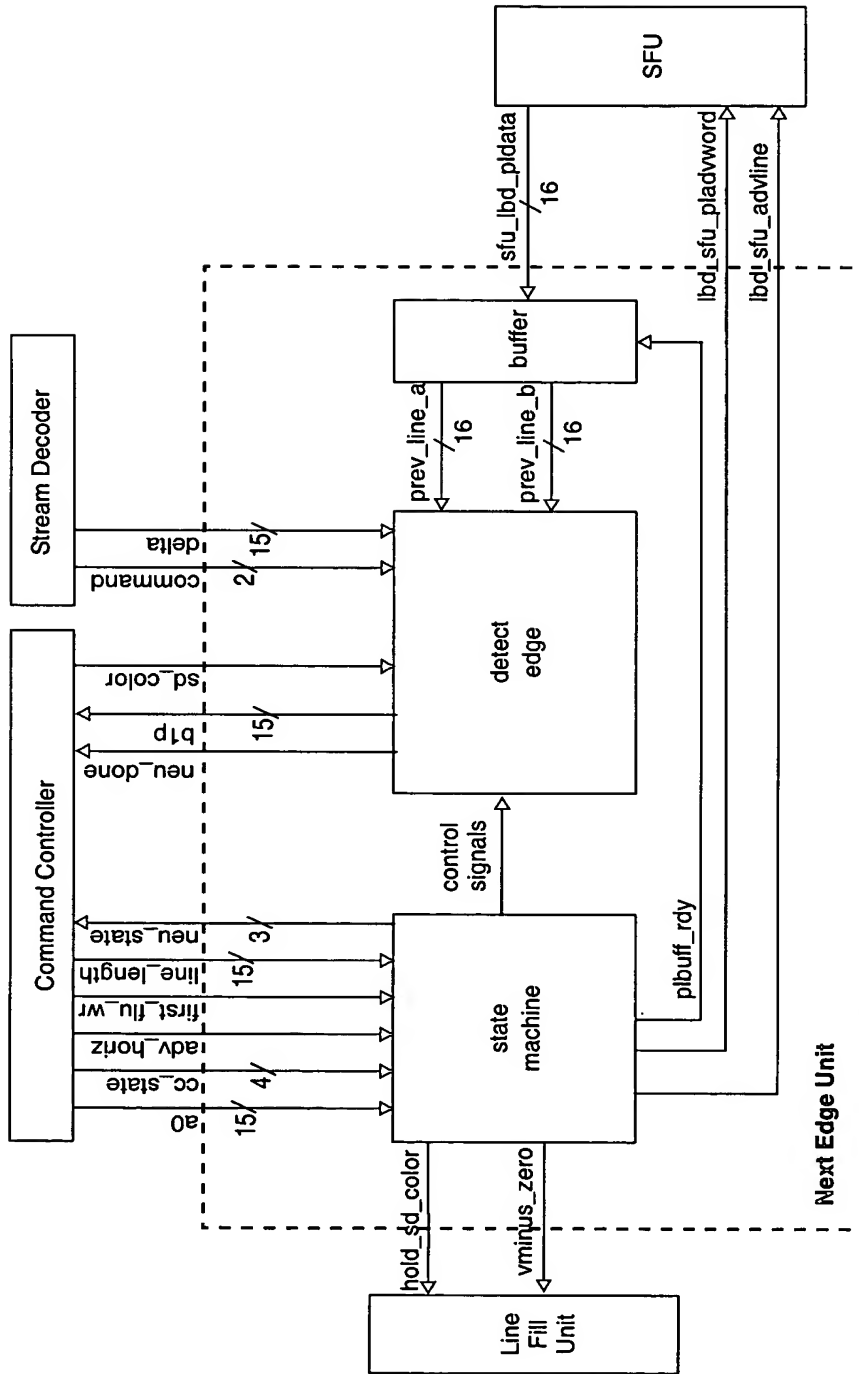 Command Controller
Stream Decoder
a0
15
cc_state
4
adv_horiz
first_flu_wr
line_length
15
neu_state
3
neu_done
b1p
15
sd_color
command
2
delta
15
hold_sd_color
vminus_zero
Line
Fill
Unit
state
machine
control
signals
detect
edge
prev_line_a
16
prev_line_b
16
buffer
sfu_lbd_pldata
16
SFU
plbuff_rdy
lbd_sfu_pladvword
lbd_sfu_advline
Next Edge Unit